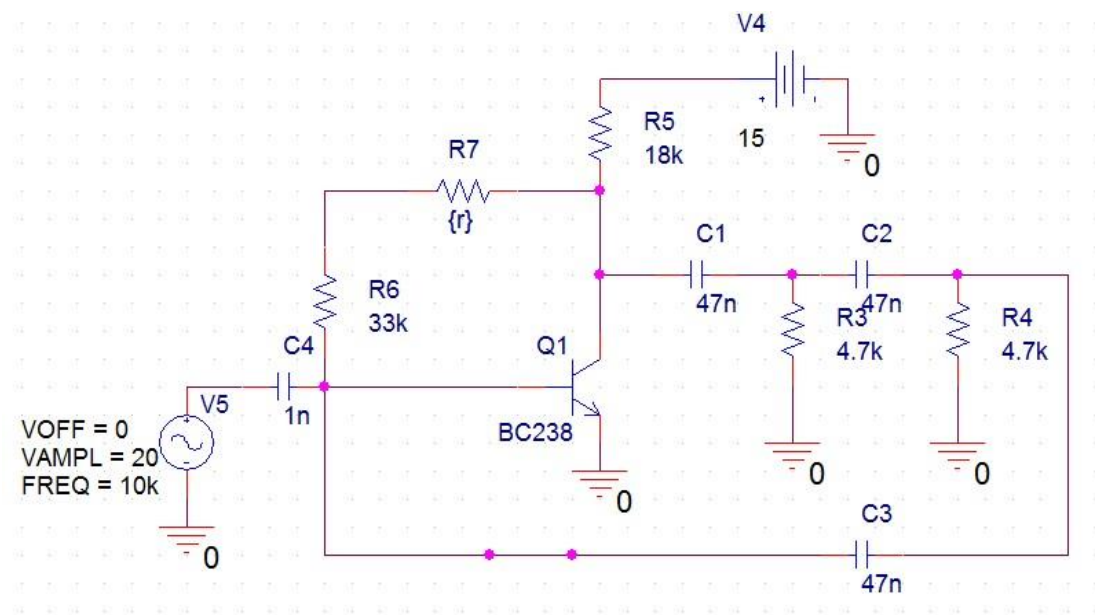 V4
R5
18k
15
0
R7
{r}
C1
47n
C2
47n
R6
33k
R3
4.7k
R4
4.7k
C4
1n
Q1
BC238
V5
VOFF = 0
VAMPL = 20
FREQ = 10k
0
0
0
0
C3
47n